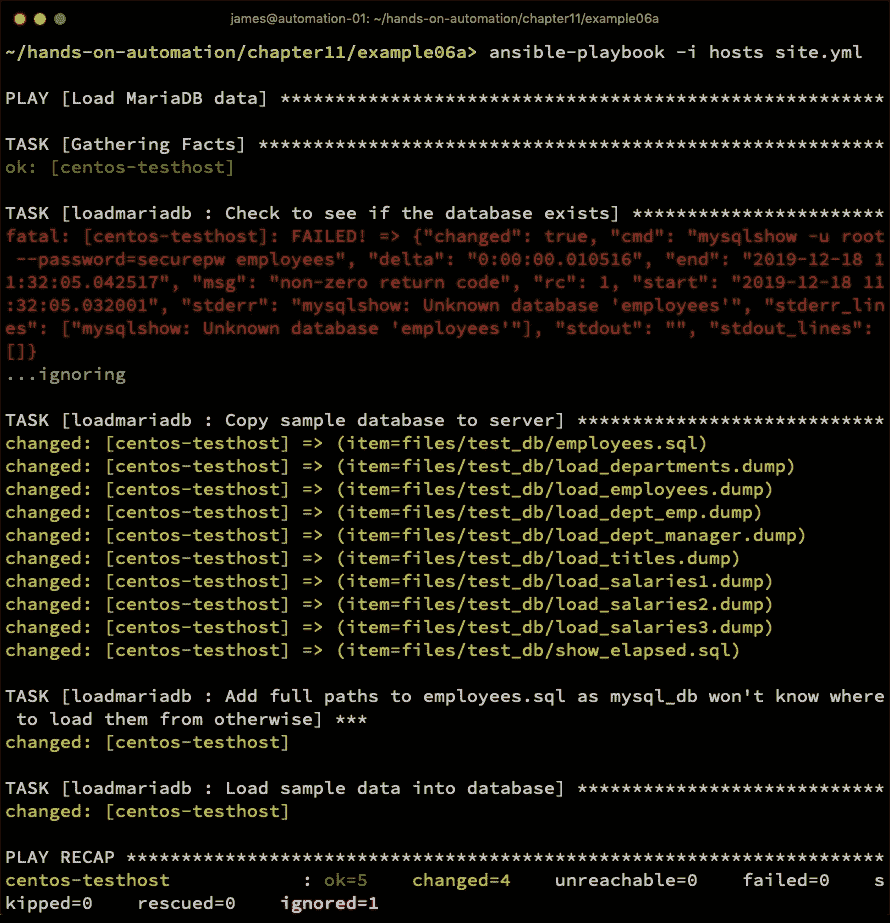 james@automation-01: ~/hands-on-automation/chapter11/example06a
~/hands-on-automation/chapter11/example06a> ansible-playbook -i hosts site.yml
PLAY [Load MariaDB data] *******************************************************
TASK [Gathering Facts] *********************************************************
ok: [centos-testhost]
TASK [loadmariadb : Check to see if the database exists] ***********************
fatal: [centos-testhost]: FAILED! => {"changed": true, "cmd": "mysqlshow -u root
 --password=securepw employees", "delta": "0:00:00.010516", "end": "2019-12-18 1
1:32:05.042517", "msg": "non-zero return code", "rc": 1, "start": "2019-12-18 11
:32:05.032001", "stderr": "mysqlshow: Unknown database 'employees'", "stderr_lin
es": ["mysqlshow: Unknown database 'employees'"], "stdout": "", "stdout_lines":
[]}
...ignoring
TASK [loadmariadb : Copy sample database to server] ****************************
changed: [centos-testhost] => (item=files/test_db/employees.sql)
changed: [centos-testhost] => (item=files/test_db/load_departments.dump)
changed: [centos-testhost] => (item=files/test_db/load_employees.dump)
changed: [centos-testhost] => (item=files/test_db/load_dept_emp.dump)
changed: [centos-testhost] => (item=files/test_db/load_dept_manager.dump)
changed: [centos-testhost] => (item=files/test_db/load_titles.dump)
changed: [centos-testhost] => (item=files/test_db/load_salaries1.dump)
changed: [centos-testhost] => (item=files/test_db/load_salaries2.dump)
changed: [centos-testhost] => (item=files/test_db/load_salaries3.dump)
changed: [centos-testhost] => (item=files/test_db/show_elapsed.sql)
TASK [loadmariadb : Add full paths to employees.sql as mysql_db won't know where
 to load them from otherwise] ***
changed: [centos-testhost]
TASK [loadmariadb : Load sample data into database] ****************************
changed: [centos-testhost]
PLAY RECAP *********************************************************************
centos-testhost            : ok=5    changed=4    unreachable=0    failed=0    s
kipped=0    rescued=0    ignored=1